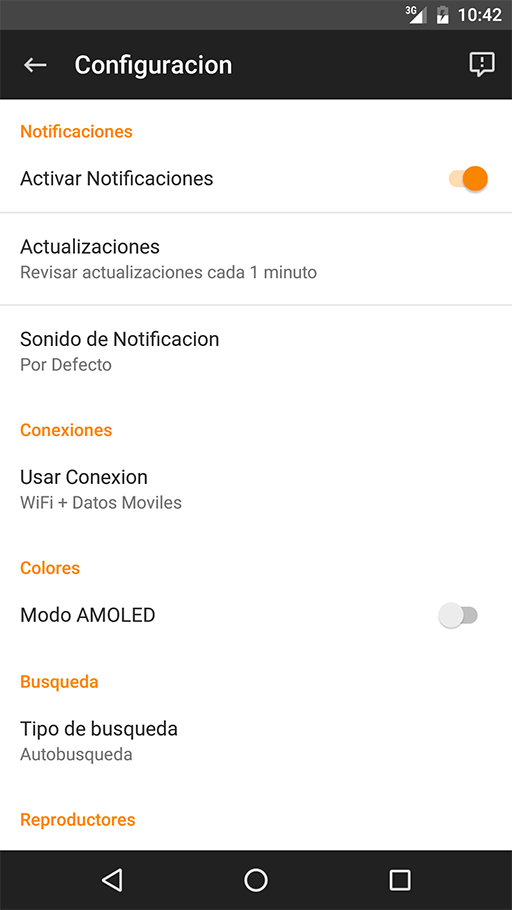 3G 10:42
Configuracion
Notificaciones
Activar Notificaciones
Actualizaciones
Revisar actualizaciones cada 1 minuto
Sonido de Notificacion
Por Defecto
Conexiones
Usar Conexion
WiFi + Datos Moviles
Colores
Modo AMOLED
Busqueda
Tipo de busqueda
Autobusqueda
Reproductores